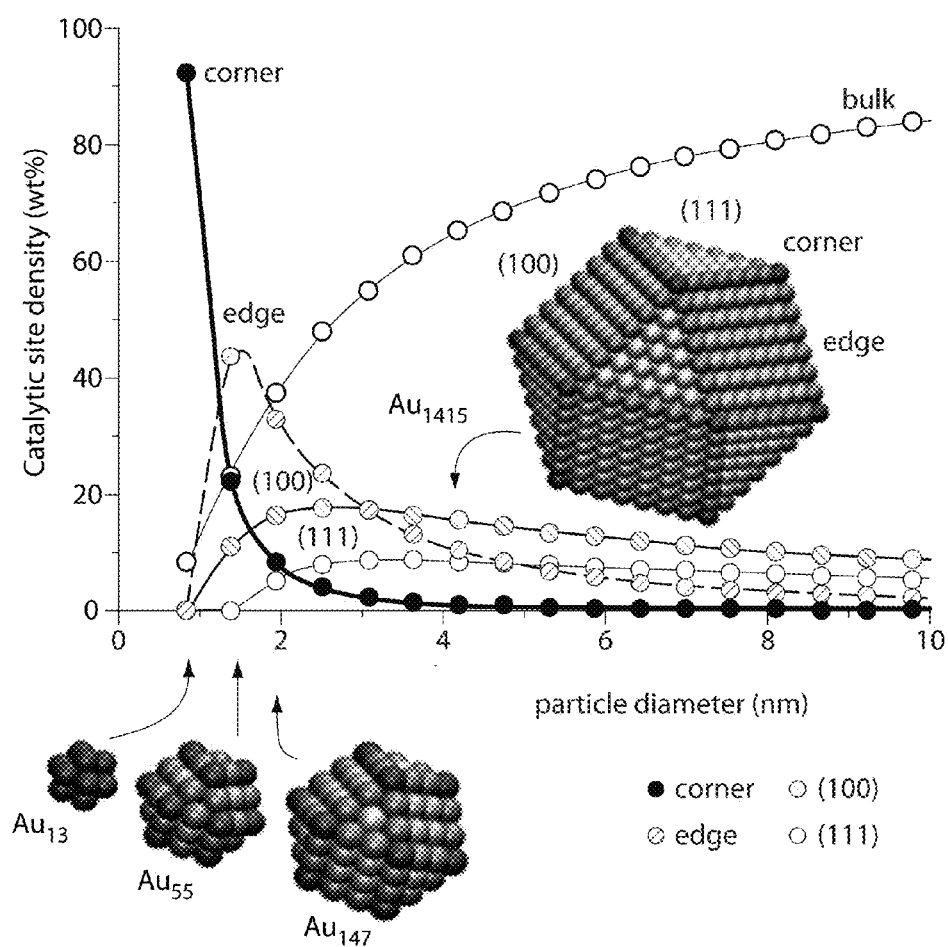 100
80
60
40
20
0
Catalytic site density (wt%)
corner
edge
(100)
(111)
bulk
(111)
(100)
corner
edge
Au1415
0 2 4 6 8 10
particle diameter (nm)
Au13
Au55
Au147
corner (100)
edge (111)